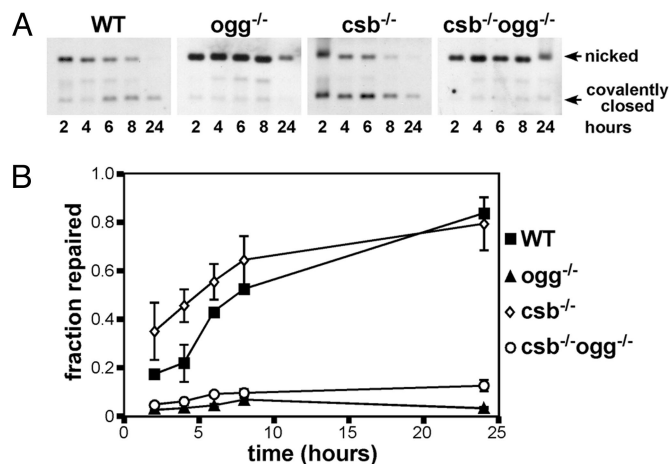 A
WT ogg-/- csb-/- csb-/-ogg-/-
nicked
covalently
closed
2 4 6 8 24 2 4 6 8 24 2 4 6 8 24 2 4 6 8 24 hours
B
1.0
0.8
0.6
0.4
0.2
0
0 5 10 15 20 25
fraction repaired
time (hours)
WT
ogg-/-
csb-/-
csb-/-ogg-/-